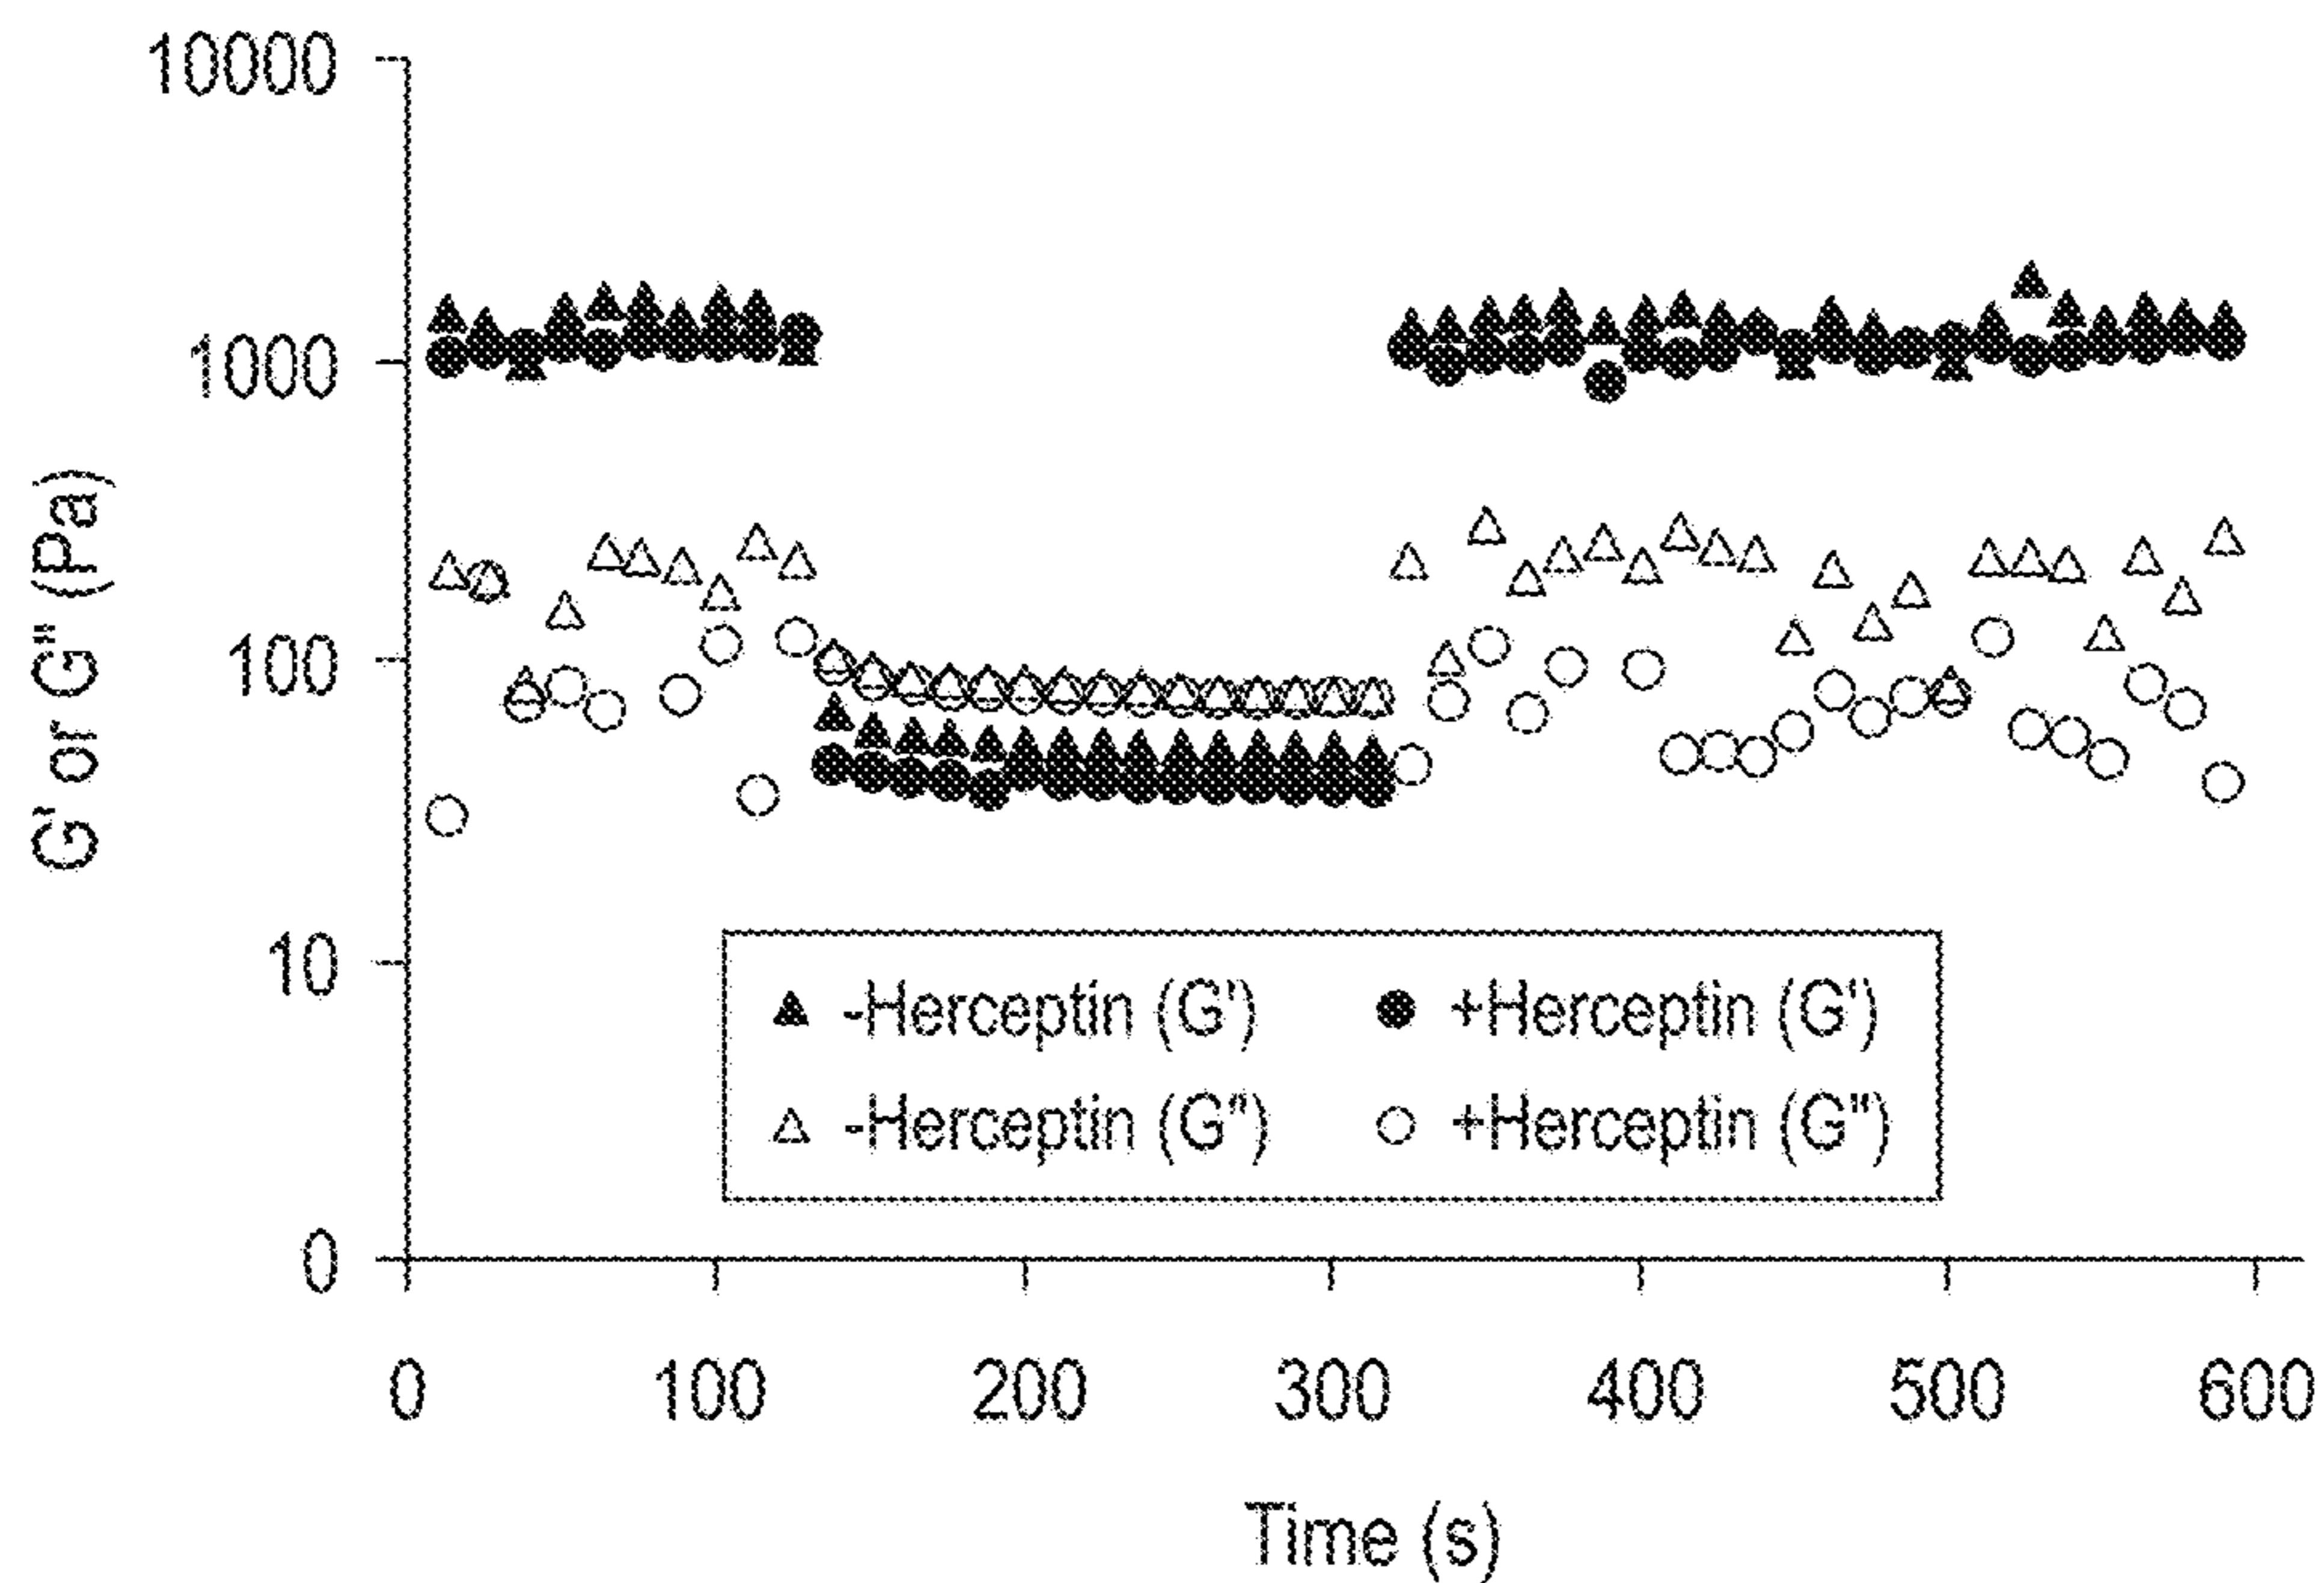 10000
1000
100
10
0
G' or G" (Pa)
-Herceptin (G') +Herceptin (G')
-Herceptin (G") +Herceptin (G")
0 100 200 300 400 500 600
Time (s)